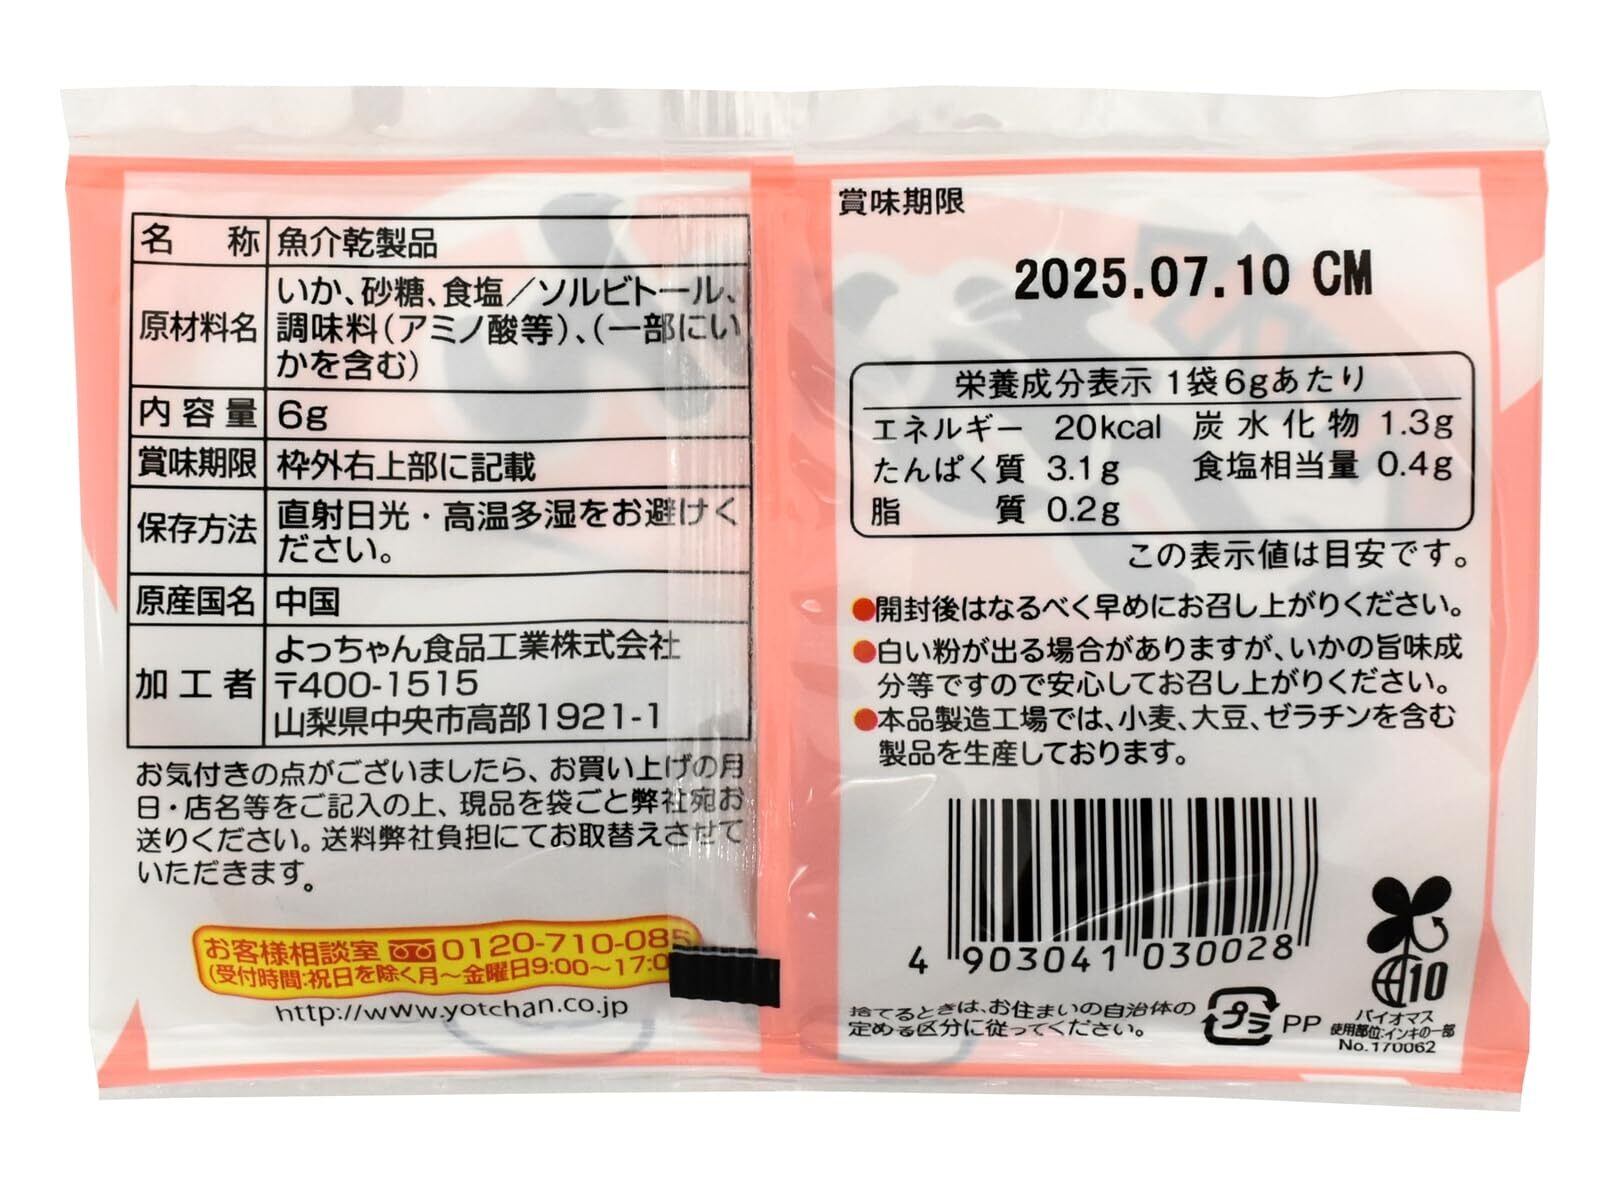 名 称 魚介乾製品
原材料名 いか、砂糖、食塩／ソルビトール、
調味料(アミノ酸等)、(一部にい
かを含む)
内容量 6g
賞味期限 枠外右上部に記載
保存方法 直射日光・高温多湿をお避けく
ださい。
原産国名 中国
加工者 よっちゃん食品工業株式会社
〒400-1515
山梨県中央市高部1921-1
お気付きの点がございましたら、お買い上げの月
日・店名等をご記入の上、現品を袋ごと弊社宛お
送りください。送料弊社負担にてお取替えさせて
いただきます。
お客様相談室 0120-710-085
(受付時間:祝日を除く月～金曜日9:00～17:0
http://www.yotchan.co.jp
賞味期限
2025.07.10 CM
栄養成分表示 1袋6gあたり
エネルギー 20kcal 炭水化物 1.3g
たんぱく質 3.1g 食塩相当量 0.4g
脂質 0.2g
この表示値は目安です。
●開封後はなるべく早めにお召し上がりください。
●白い粉が出る場合がありますが、いかの旨味成
分等ですので安心してお召し上がりください。
●本品製造工場では、小麦、大豆、ゼラチンを含む
製品を生産しております。
4 903041 030028
捨てるときは、お住まいの自治体の
定める区分に従ってください。
プラ PP
10
バイオマス
使用部位:インキの一部
No.170062